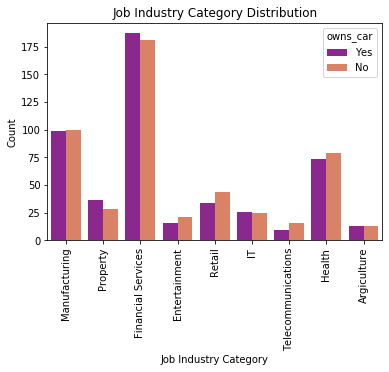 Job Industry Category Distribution
owns_car
Yes
No
Count
175
150
125
100
75
50
25
0
Manufacturing
Property
Financial Services
Entertainment
Retail
IT
Telecommunications
Health
Argiculture
Job Industry Category